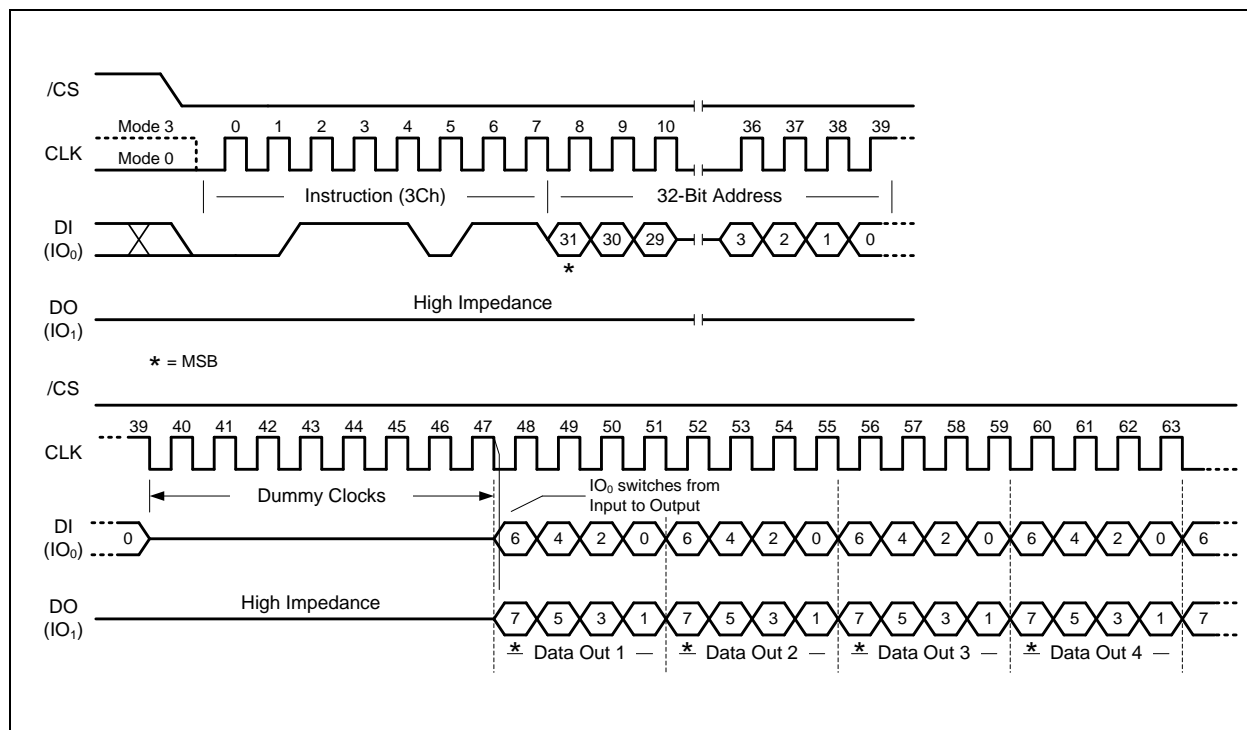 /CS
Mode 3
0 1 2 3 4 5 6 7 8 9 10 36 37 38 39
CLK
Mode 0
Instruction (3Ch) 32-Bit Address
DI
(IO₀)
31 30 29 3 2 1 0
*
High Impedance
DO
(IO₁)
* = MSB
/CS
39 40 41 42 43 44 45 46 47 48 49 50 51 52 53 54 55 56 57 58 59 60 61 62 63
CLK
Dummy Clocks
IO₀ switches from
Input to Output
DI
(IO₀)
0 6 4 2 0 6 4 2 0 6 4 2 0 6 4 2 0 6
High Impedance
DO
(IO₁)
7 5 3 1 7 5 3 1 7 5 3 1 7 5 3 1 7
* Data Out 1 * Data Out 2 * Data Out 3 * Data Out 4